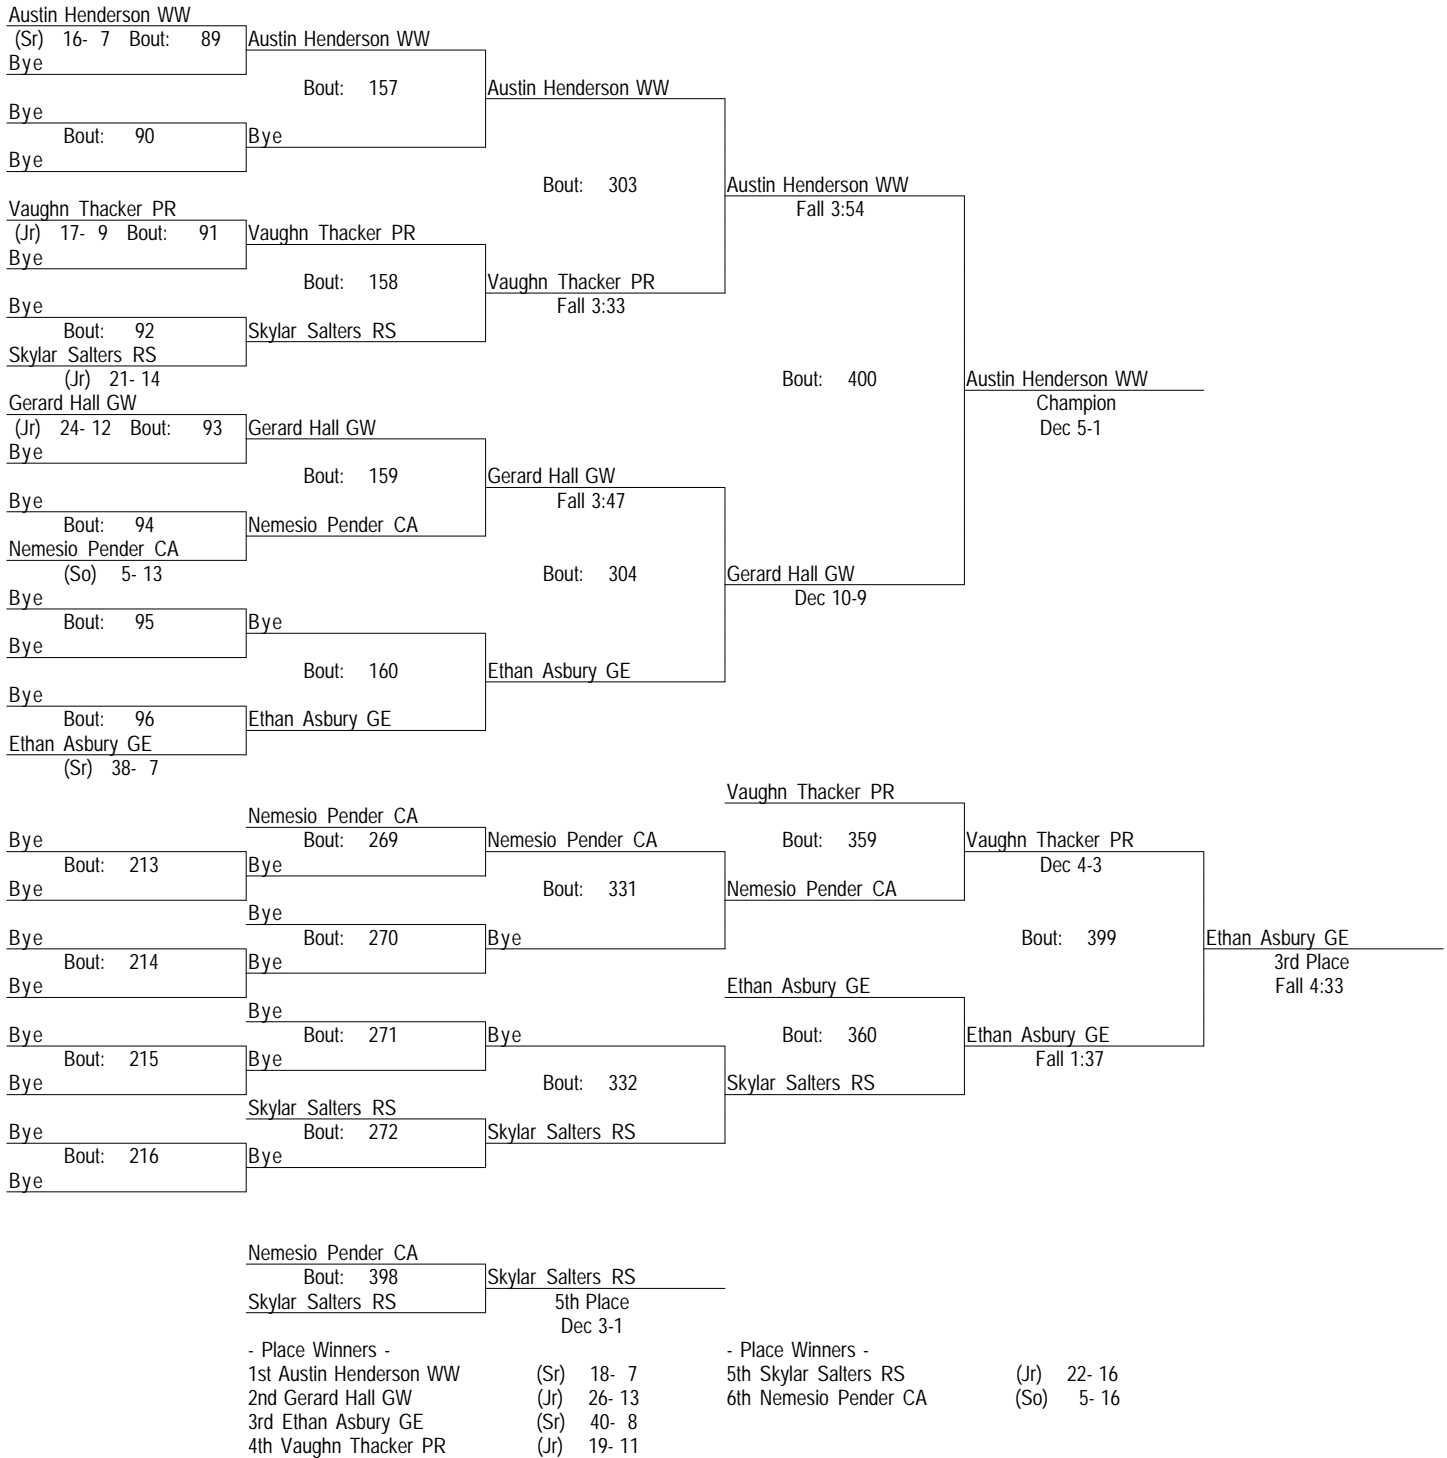 Austin Henderson WW
(Sr) 16- 7 Bout: 89 Austin Henderson WW
Bye
Bout: 157 Austin Henderson WW
Bye
Bout: 90 Bye
Bye
Bout: 303 Austin Henderson WW
Vaughn Thacker PR Fall 3:54
(Jr) 17- 9 Bout: 91 Vaughn Thacker PR
Bye
Bout: 158 Vaughn Thacker PR
Bye Fall 3:33
Bout: 92 Skylar Salters RS
Skylar Salters RS
(Jr) 21- 14 Bout: 400 Austin Henderson WW
Gerard Hall GW Champion
(Jr) 24- 12 Bout: 93 Gerard Hall GW Dec 5-1
Bye
Bout: 159 Gerard Hall GW
Bye Fall 3:47
Bout: 94 Nemesio Pender CA
Nemesio Pender CA
(So) 5- 13 Bout: 304 Gerard Hall GW
Bye Dec 10-9
Bout: 95 Bye
Bye
Bout: 160 Ethan Asbury GE
Bye
Bout: 96 Ethan Asbury GE
Ethan Asbury GE
(Sr) 38- 7
Vaughn Thacker PR
Nemesio Pender CA
Bye Bout: 269 Nemesio Pender CA Bout: 359 Vaughn Thacker PR
Bout: 213 Bye Dec 4-3
Bye Bout: 331 Nemesio Pender CA
Bye
Bye Bout: 270 Bye Bout: 399 Ethan Asbury GE
Bout: 214 Bye 3rd Place
Bye Ethan Asbury GE Fall 4:33
Bye
Bye Bout: 271 Bye Bout: 360 Ethan Asbury GE
Bout: 215 Bye Fall 1:37
Bye Bout: 332 Skylar Salters RS
Skylar Salters RS
Bye Bout: 272 Skylar Salters RS
Bout: 216 Bye
Bye
Nemesio Pender CA
Bout: 398 Skylar Salters RS
Skylar Salters RS 5th Place
Dec 3-1
- Place Winners - - Place Winners -
1st Austin Henderson WW (Sr) 18- 7 5th Skylar Salters RS (Jr) 22- 16
2nd Gerard Hall GW (Jr) 26- 13 6th Nemesio Pender CA (So) 5- 16
3rd Ethan Asbury GE (Sr) 40- 8
4th Vaughn Thacker PR (Jr) 19- 11